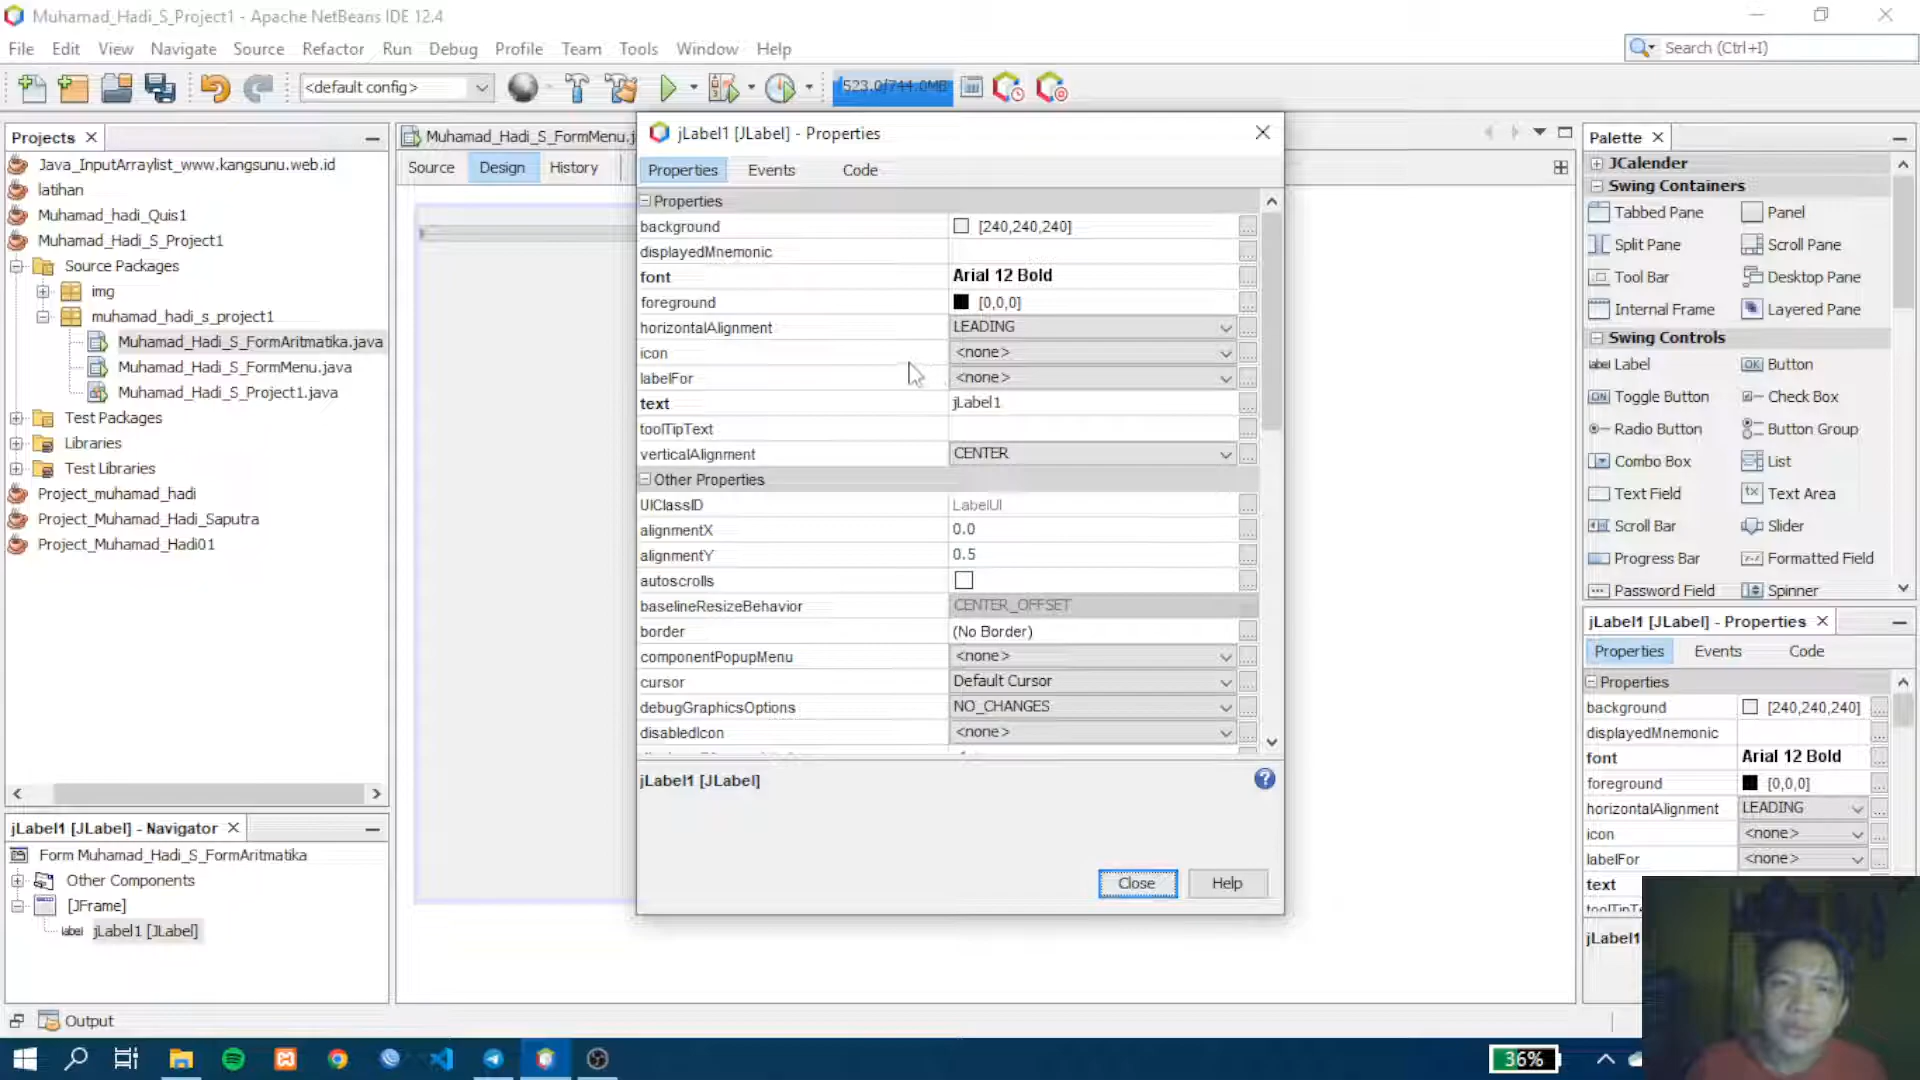 Muhamad_Hadi_S_Project1 - Apache NetBeans IDE 12.4
File Edit View Navigate Source Refactor Run Debug Profile Team Tools Window Help
Search (Ctrl+I)
<default config>
523.0/744.0MB
Projects
Java_InputArraylist_www.kangsunu.web.id
latihan
Muhamad_hadi_Quis1
Muhamad_Hadi_S_Project1
Source Packages
img
muhamad_hadi_s_project1
Muhamad_Hadi_S_FormAritmatika.java
Muhamad_Hadi_S_FormMenu.java
Muhamad_Hadi_S_Project1.java
Test Packages
Libraries
Test Libraries
Project_muhamad_hadi
Project_Muhamad_Hadi_Saputra
Project_Muhamad_Hadi01
jLabel1 [JLabel] - Navigator
Form Muhamad_Hadi_S_FormAritmatika
Other Components
[JFrame]
label jLabel1 [JLabel]
Output
Muhamad_Hadi_S_FormMenu.j
Source Design History
jLabel1 [JLabel] - Properties
Properties Events Code
Properties
background [240,240,240]
displayedMnemonic
font Arial 12 Bold
foreground [0,0,0]
horizontalAlignment LEADING
icon <none>
labelFor <none>
text jLabel1
toolTipText
verticalAlignment CENTER
Other Properties
UIClassID LabelUI
alignmentX 0.0
alignmentY 0.5
autoscrolls
baselineResizeBehavior CENTER_OFFSET
border (No Border)
componentPopupMenu <none>
cursor Default Cursor
debugGraphicsOptions NO_CHANGES
disabledIcon <none>
jLabel1 [JLabel]
Close Help
Palette
JCalender
Swing Containers
Tabbed Pane Panel
Split Pane Scroll Pane
Tool Bar Desktop Pane
Internal Frame Layered Pane
Swing Controls
label Label OK Button
ON Toggle Button Check Box
Radio Button Button Group
Combo Box List
Text Field Text Area
Scroll Bar Slider
Progress Bar Formatted Field
Password Field Spinner
jLabel1 [JLabel] - Properties
Properties Events Code
Properties
background [240,240,240]
displayedMnemonic
font Arial 12 Bold
foreground [0,0,0]
horizontalAlignment LEADING
icon <none>
labelFor <none>
text
jLabel1
36%